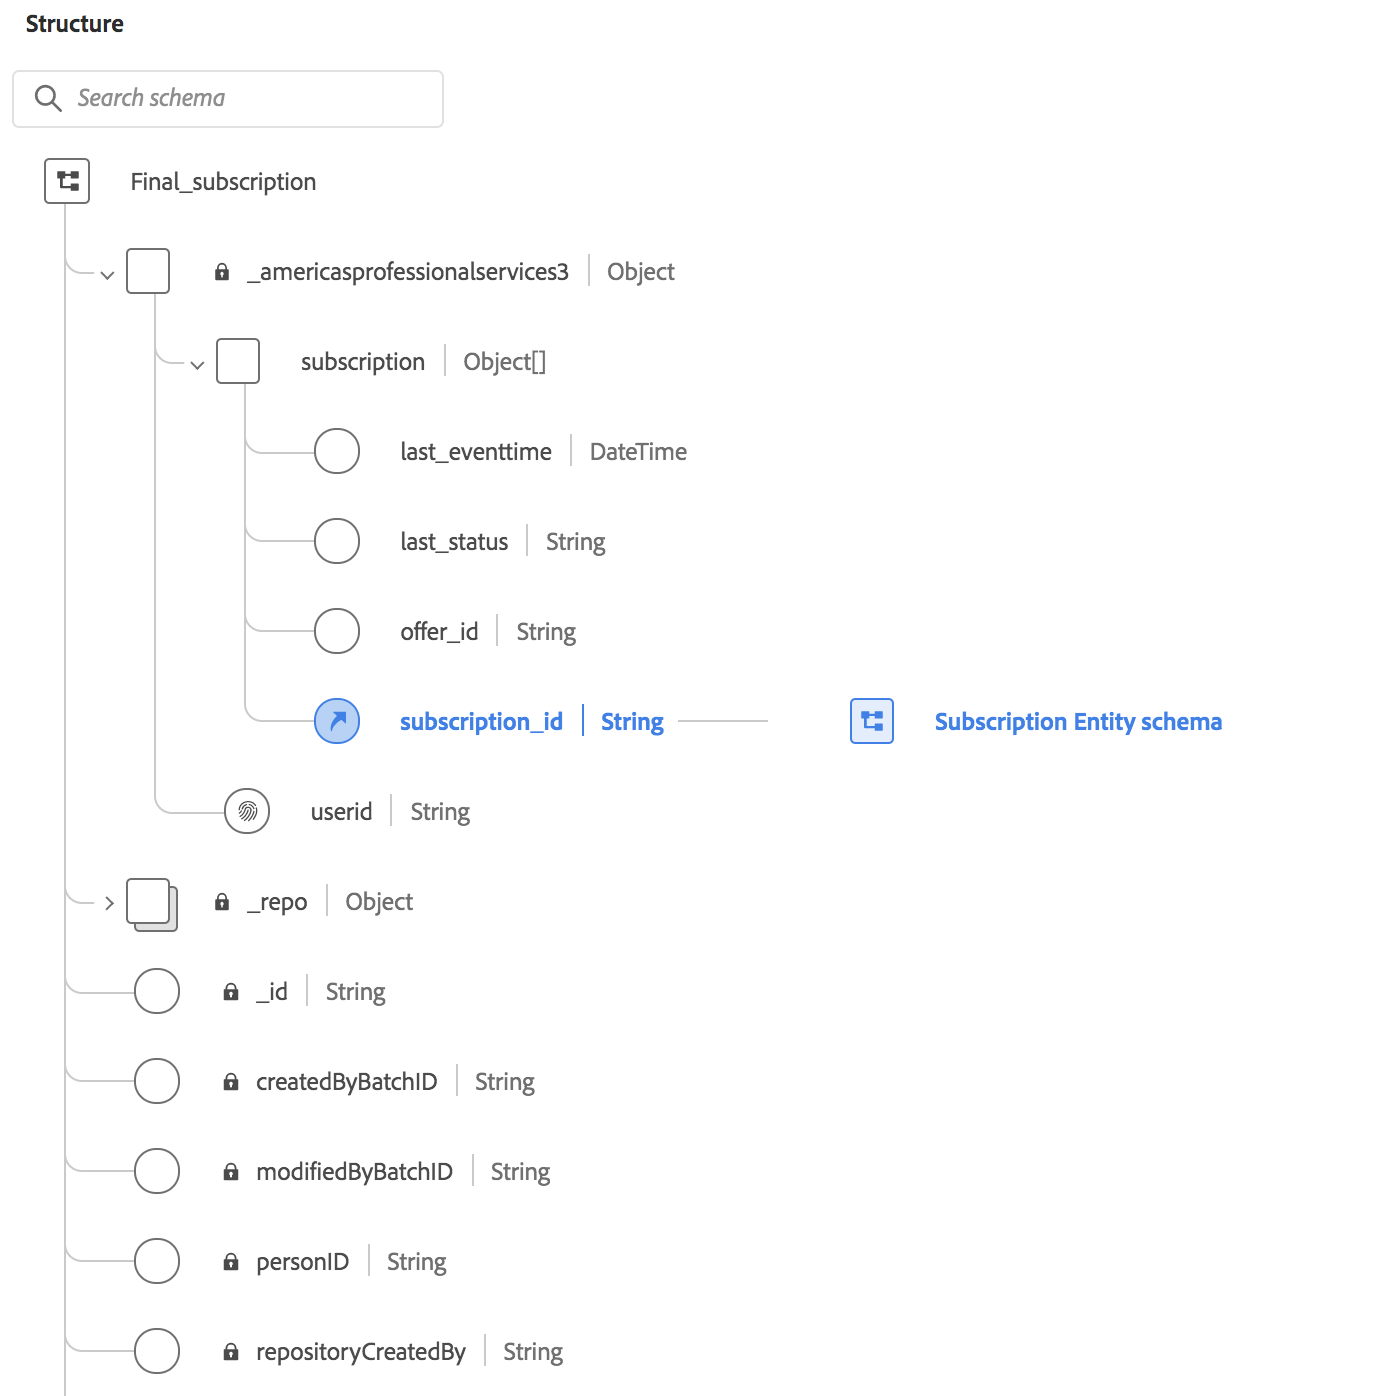 Structure
Search schema
Final_subscription
_americasprofessionalservices3 Object
subscription Object[]
last_eventtime DateTime
last_status String
offer_id String
subscription_id String Subscription Entity schema
userid String
_repo Object
_id String
createdByBatchID String
modifiedByBatchID String
personID String
repositoryCreatedBy String